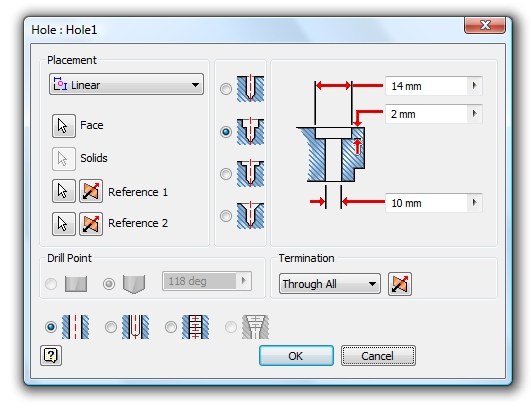 Hole : Hole1
Placement
Linear
Face
Solids
Reference 1
Reference 2
14 mm
2 mm
10 mm
Drill Point
118 deg
Termination
Through All
?
OK
Cancel